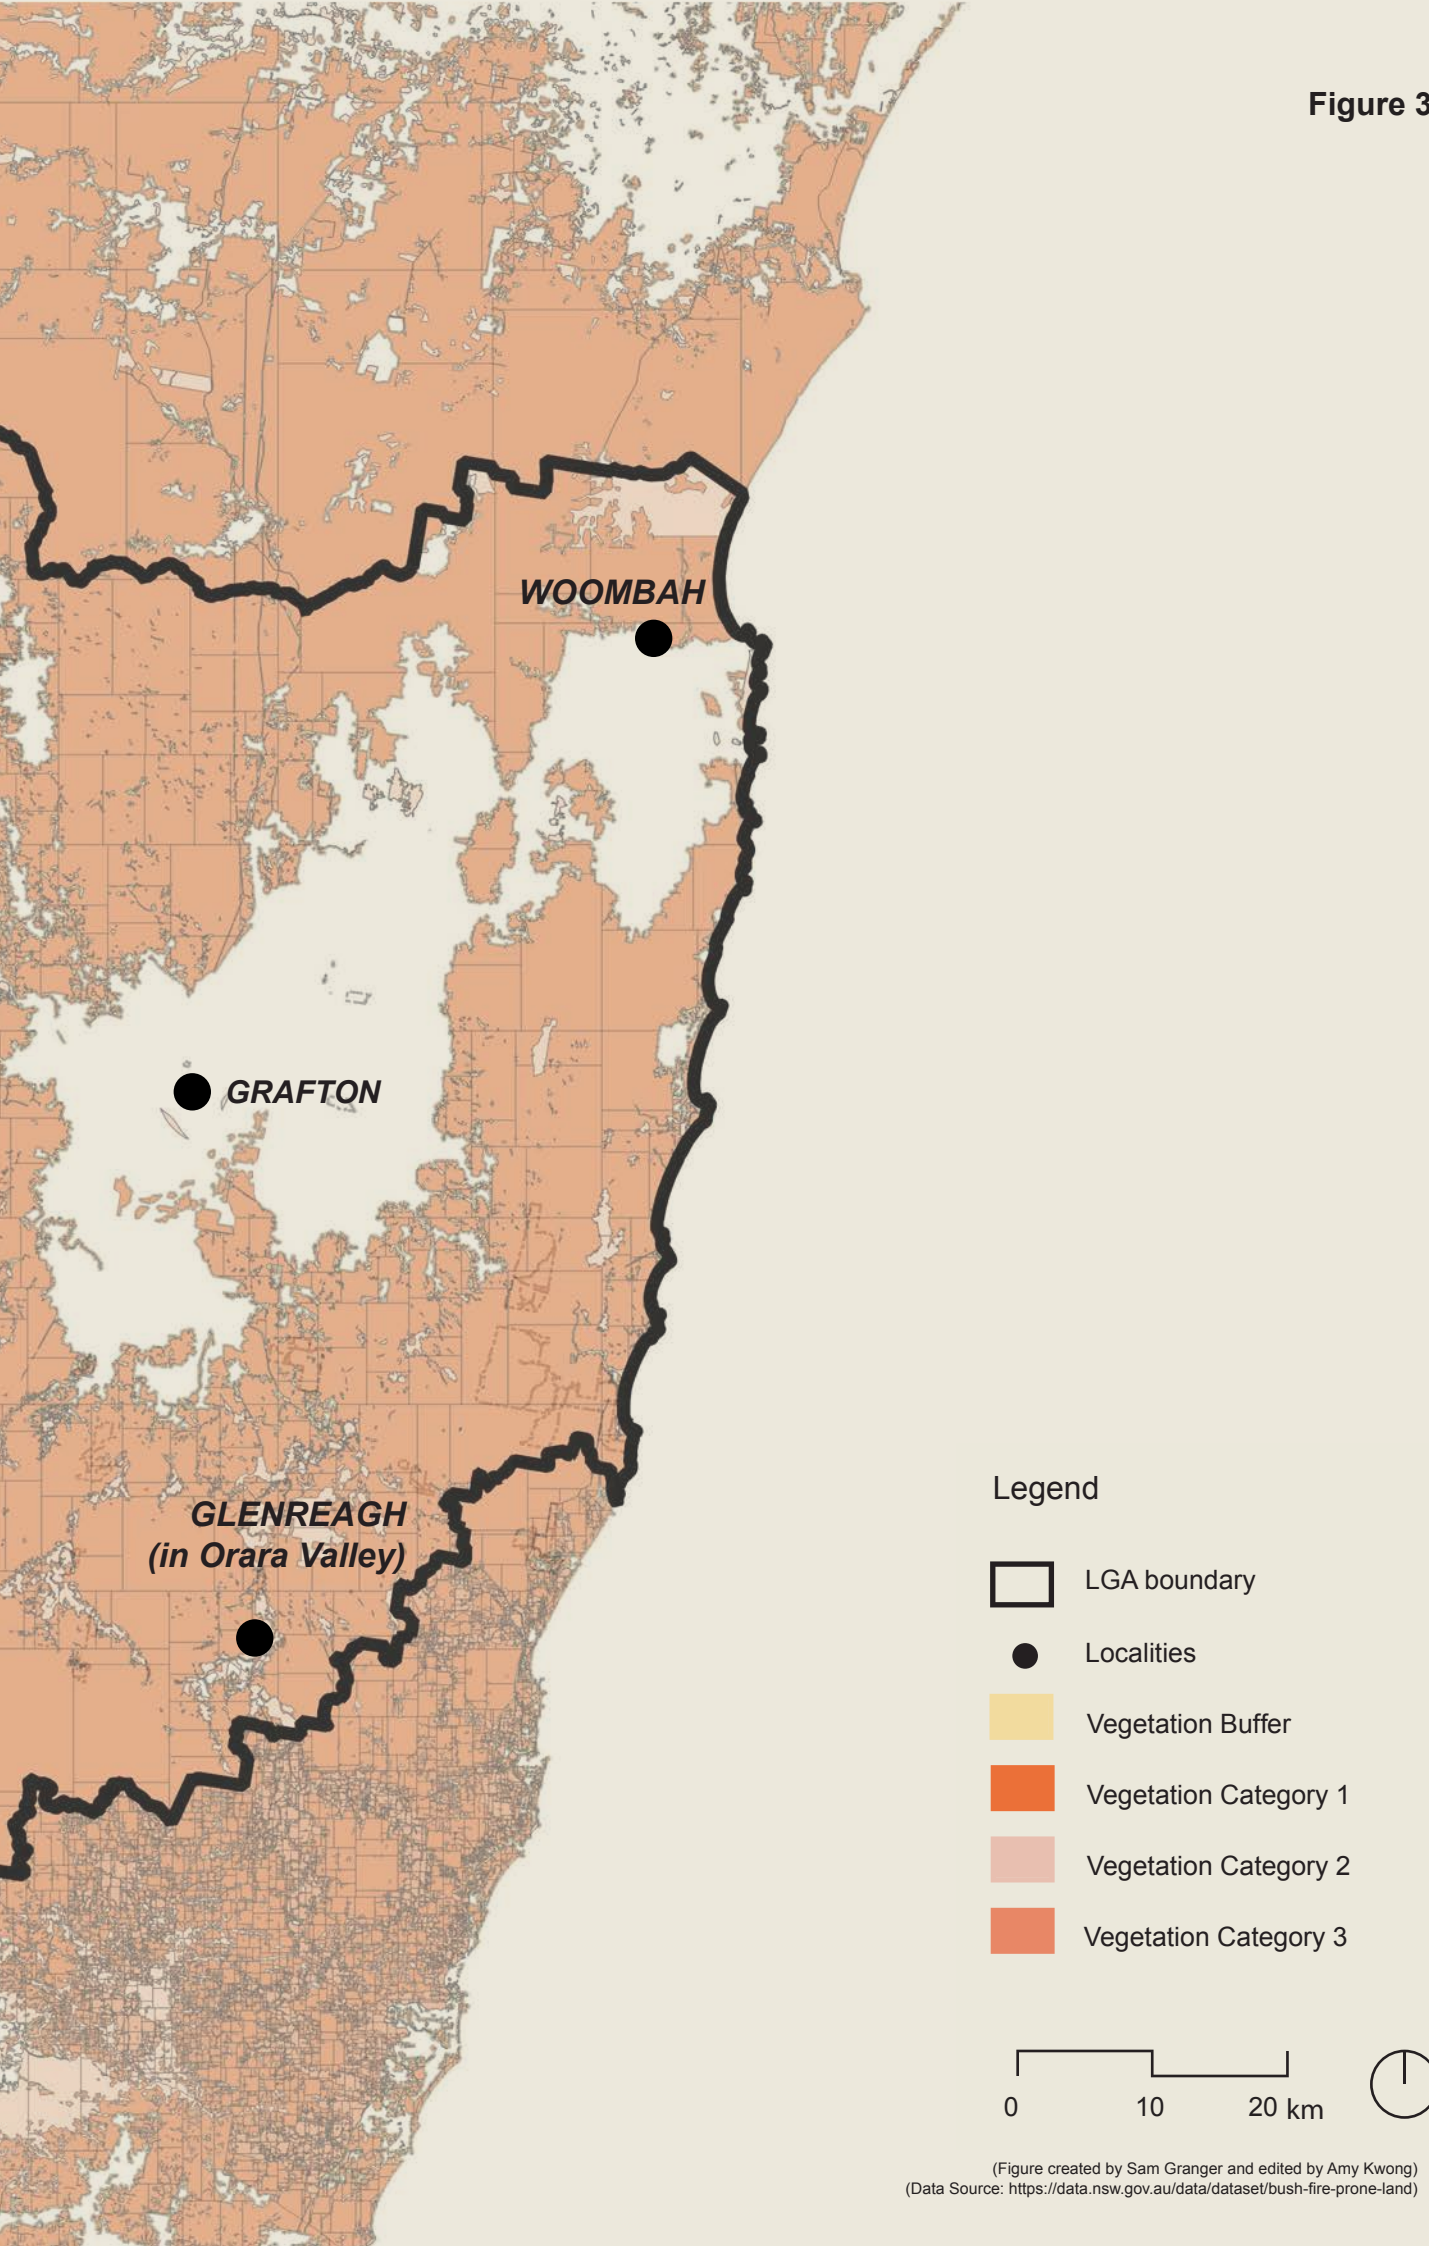 Figure 3
WOOMBAH
GRAFTON
GLENREAGH
(in Orara Valley)
Legend
LGA boundary
Localities
Vegetation Buffer
Vegetation Category 1
Vegetation Category 2
Vegetation Category 3
0 10 20 km
(Figure created by Sam Granger and edited by Amy Kwong)
(Data Source: https://data.nsw.gov.au/data/dataset/bush-fire-prone-land)